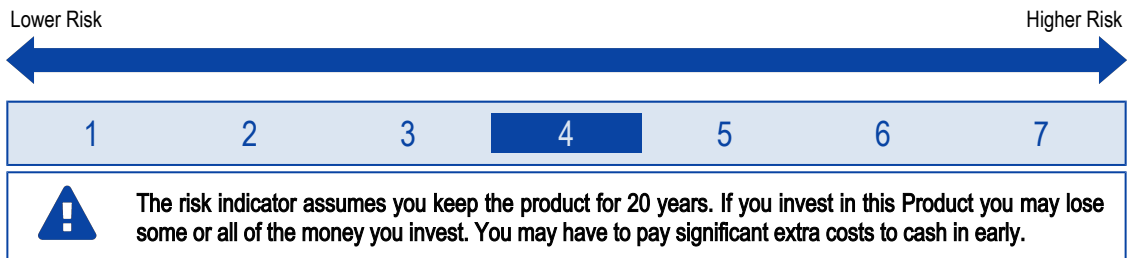 Lower Risk Higher Risk
1 2 3 4 5 6 7
The risk indicator assumes you keep the product for 20 years. If you invest in this Product you may lose
some or all of the money you invest. You may have to pay significant extra costs to cash in early.